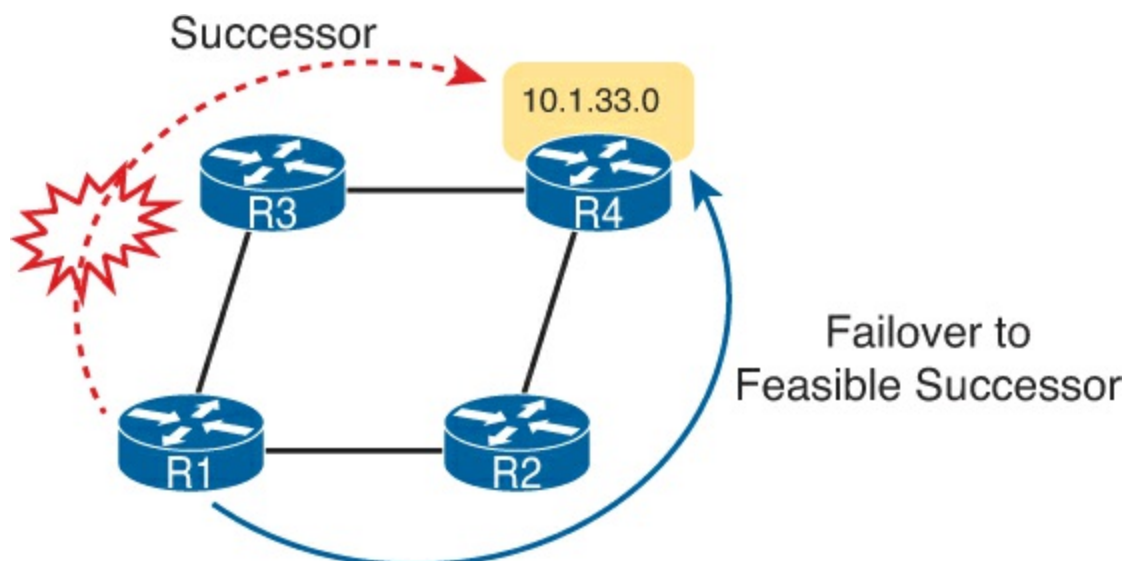 Successor
10.1.33.0
R3
R4
Failover to
Feasible Successor
R1
R2